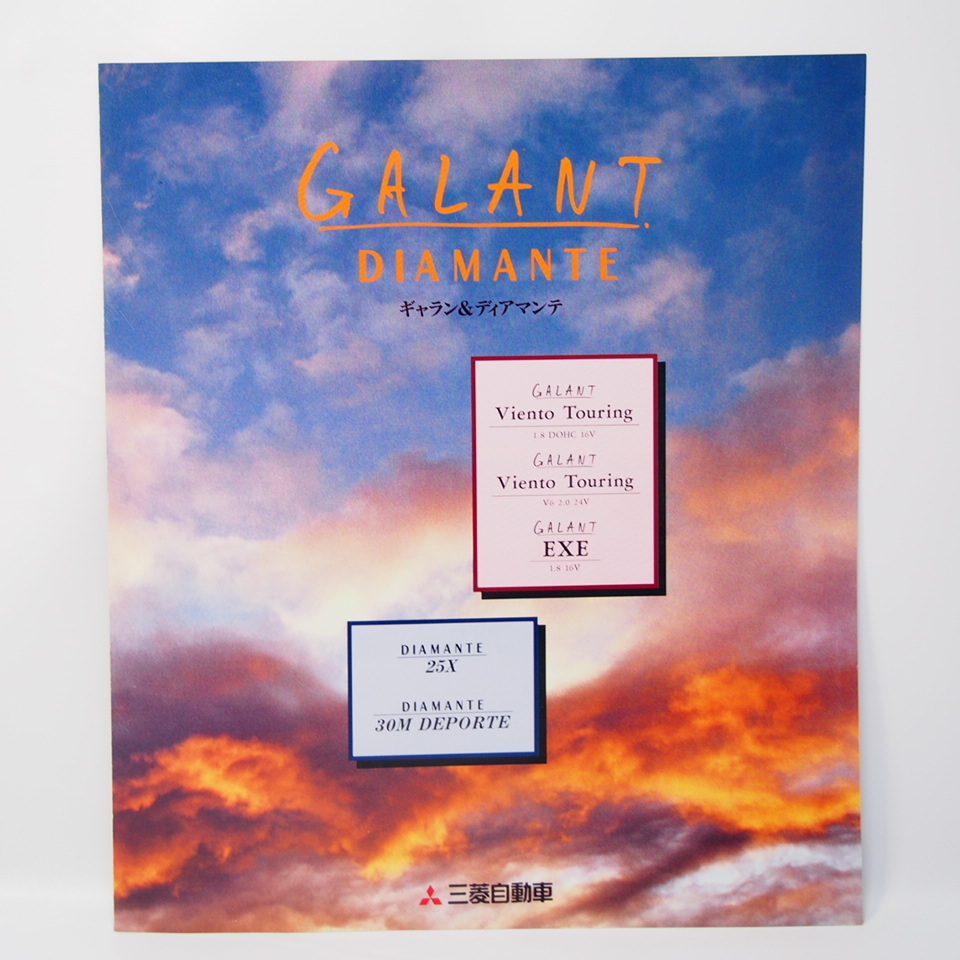 GALANT
DIAMANTE
ギャラン&ディアマンテ
GALANT
Viento Touring
1.8 DOHC 16V
GALANT
Viento Touring
V6 2.0 24V
GALANT
EXE
1.8 16V
DIAMANTE
25X
DIAMANTE
30M DEPORTE
三菱自動車